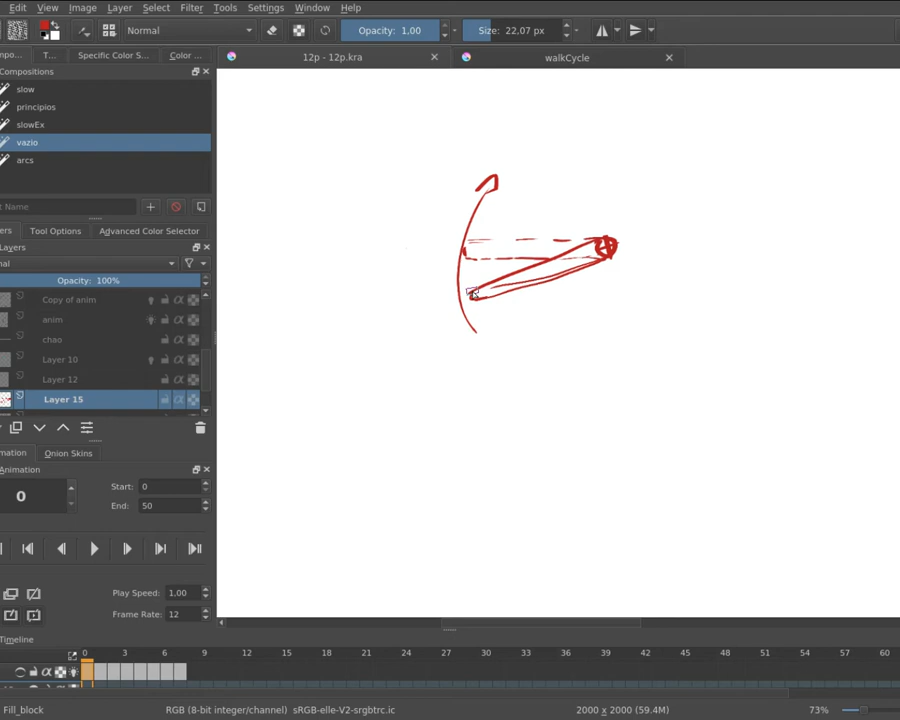 Edit View Image Layer Select Filter Tools Settings Window Help
Normal Opacity: 1,00 Size: 22,07 px
T... Specific Color S... Color ... 12p - 12p.kra walkCycle
Compositions
slow
principios
slowEx
vazio
arcs
Name
Tool Options Advanced Color Selector
Layers
Opacity: 100%
Copy of anim
anim
chao
Layer 10
Layer 12
Layer 15
Onion Skins
Animation
0 Start: 0
End: 50
Play Speed: 1,00
Frame Rate: 12
Timeline
0 3 6 9 12 15 18 21 24 27 30 33 36 39 42 45 48 51 54 57 60
Fill_block RGB (8-bit integer/channel) sRGB-elle-V2-srgbtrc.ic 2000 x 2000 (59.4M) 73%